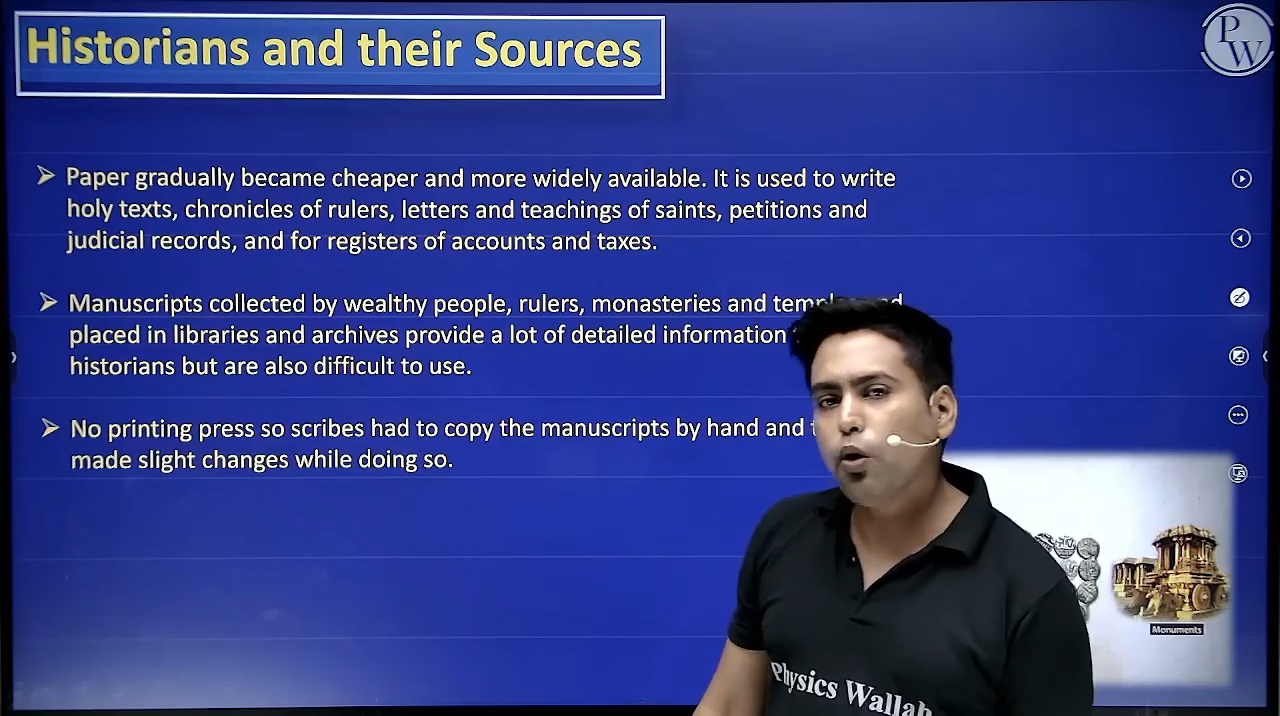 Historians and their Sources
PW
Paper gradually became cheaper and more widely available. It is used to write
holy texts, chronicles of rulers, letters and teachings of saints, petitions and
judicial records, and for registers of accounts and taxes.
Manuscripts collected by wealthy people, rulers, monasteries and
placed in libraries and archives provide a lot of detailed information
historians but are also difficult to use.
No printing press so scribes had to copy the manuscripts by hand and
made slight changes while doing so.
Monuments
Physics Wallah